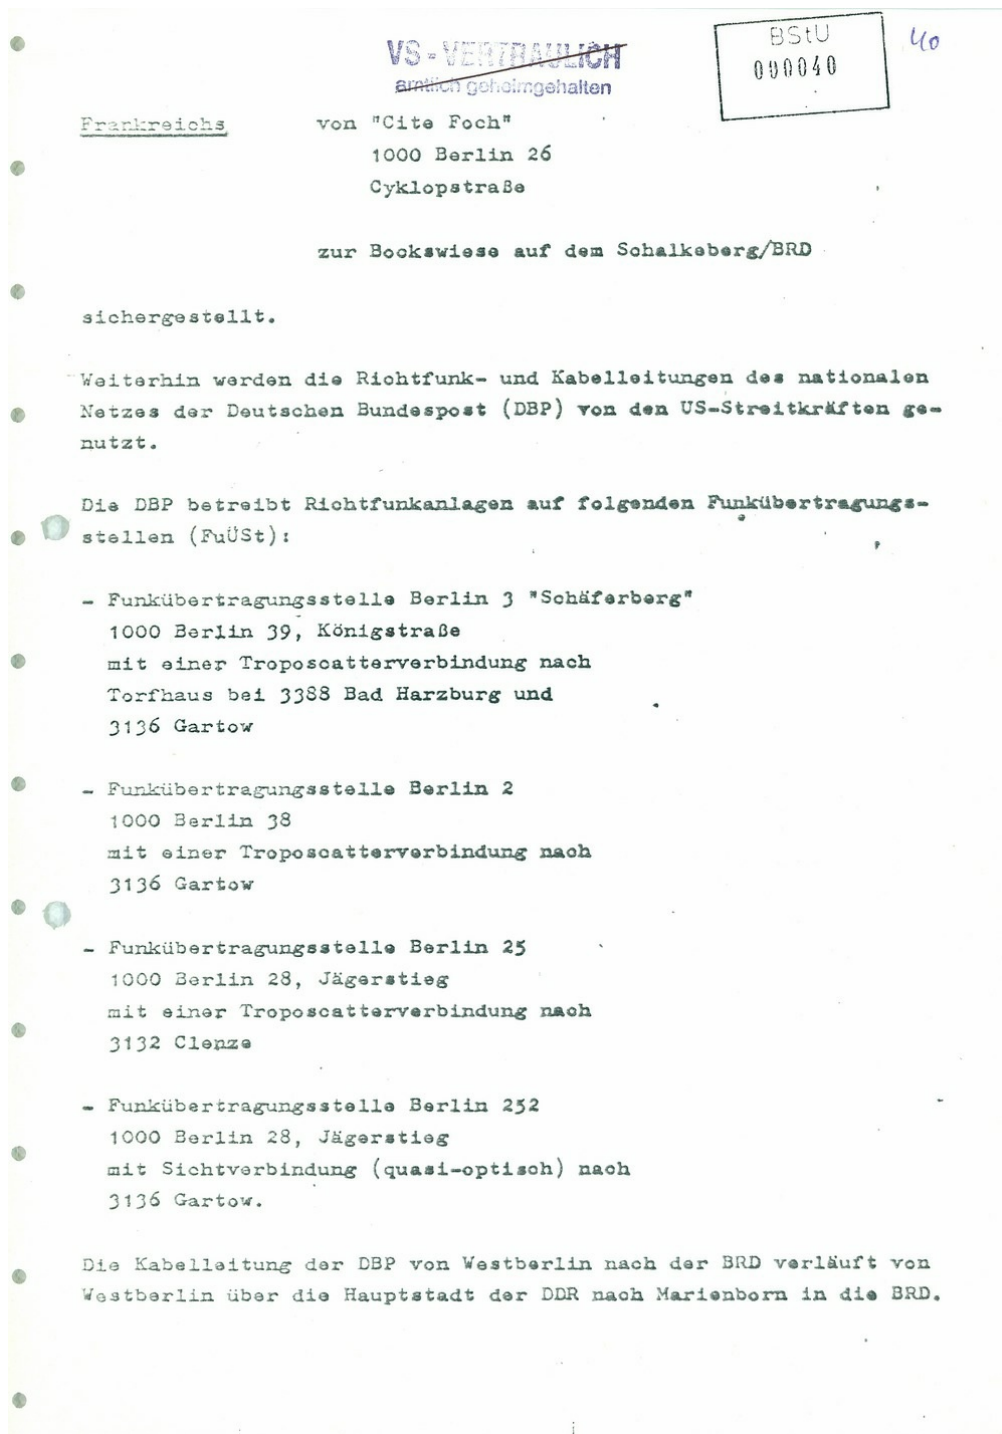 VS-VERTRAULICH
amtlich geheimgehalten
BStU
000040
40
Frankreichs von "Cite Foch"
1000 Berlin 26
Cyklopstraße
zur Bockswiese auf dem Schalkeberg/BRD
sichergestellt.
Weiterhin werden die Richtfunk- und Kabelleitungen des nationalen
Netzes der Deutschen Bundespost (DBP) von den US-Streitkräften ge-
nutzt.
Die DBP betreibt Richtfunkanlagen auf folgenden Funkübertragungs-
stellen (FuÜSt):
- Funkübertragungsstelle Berlin 3 "Schäferberg"
1000 Berlin 39, Königstraße
mit einer Troposcatterverbindung nach
Torfhaus bei 3388 Bad Harzburg und
3136 Gartow
- Funkübertragungsstelle Berlin 2
1000 Berlin 38
mit einer Troposcatterverbindung nach
3136 Gartow
- Funkübertragungsstelle Berlin 25
1000 Berlin 28, Jägerstieg
mit einer Troposcatterverbindung nach
3132 Clenze
- Funkübertragungsstelle Berlin 252
1000 Berlin 28, Jägerstieg
mit Sichtverbindung (quasi-optisch) nach
3136 Gartow.
Die Kabelleitung der DBP von Westberlin nach der BRD verläuft von
Westberlin über die Hauptstadt der DDR nach Marienborn in die BRD.